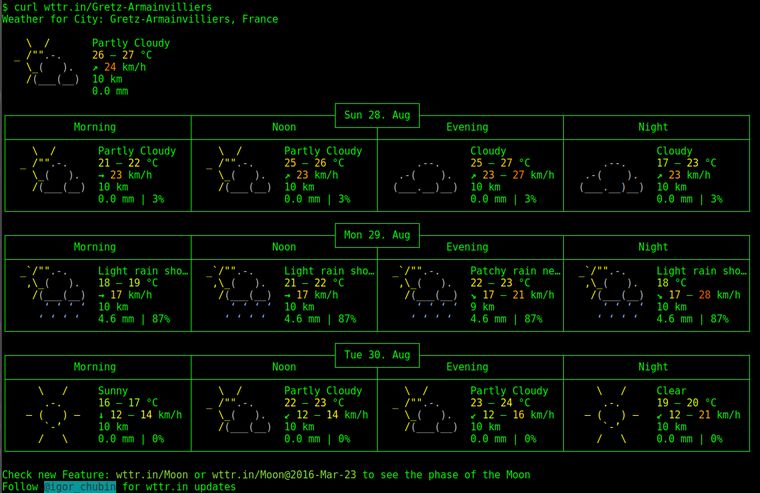 $ curl wttr.in/Gretz-Armainvilliers
Weather for City: Gretz-Armainvilliers, France
Partly Cloudy
26 – 27 °C
↗ 24 km/h
10 km
0.0 mm
Sun 28. Aug
Morning Noon Evening Night
Partly Cloudy Partly Cloudy Cloudy Cloudy
21 – 22 °C 25 – 26 °C 25 – 27 °C 17 – 23 °C
→ 23 km/h ↗ 23 km/h ↗ 23 – 27 km/h ↗ 23 km/h
10 km 10 km 10 km 10 km
0.0 mm | 3% 0.0 mm | 3% 0.0 mm | 3% 0.0 mm | 3%
Mon 29. Aug
Morning Noon Evening Night
Light rain sho… Light rain sho… Patchy rain ne… Light rain sho…
18 – 19 °C 21 – 22 °C 22 – 23 °C 18 °C
→ 17 km/h → 17 km/h ↘ 17 – 21 km/h ↘ 17 – 28 km/h
10 km 10 km 9 km 10 km
4.6 mm | 87% 4.6 mm | 87% 4.6 mm | 87% 4.6 mm | 87%
Tue 30. Aug
Morning Noon Evening Night
Sunny Partly Cloudy Partly Cloudy Clear
16 – 17 °C 22 – 23 °C 23 – 24 °C 19 – 20 °C
↓ 12 – 14 km/h ↙ 12 – 14 km/h ↙ 12 – 16 km/h ↙ 12 – 21 km/h
10 km 10 km 10 km 10 km
0.0 mm | 0% 0.0 mm | 0% 0.0 mm | 0% 0.0 mm | 0%
Check new Feature: wttr.in/Moon or wttr.in/Moon@2016-Mar-23 to see the phase of the Moon
Follow @igor_chubin for wttr.in updates